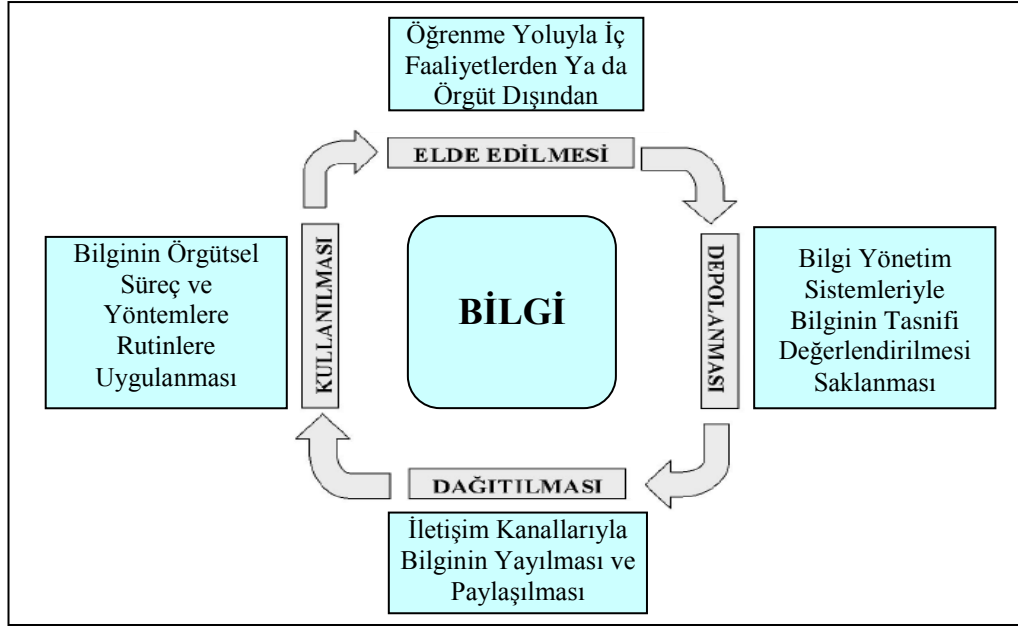 Öğrenme Yoluyla İç
Faaliyetlerden Ya da
Örgüt Dışından
ELDE EDİLMESİ
Bilginin Örgütsel
Süreç ve
Yöntemlere
Rutinlere
Uygulanması
KULLANILMASI
BİLGİ
DEPOLANMASI
Bilgi Yönetim
Sistemleriyle
Bilginin Tasnifi
Değerlendirilmesi
Saklanması
DAĞITILMASI
İletişim Kanallarıyla
Bilginin Yayılması ve
Paylaşılması